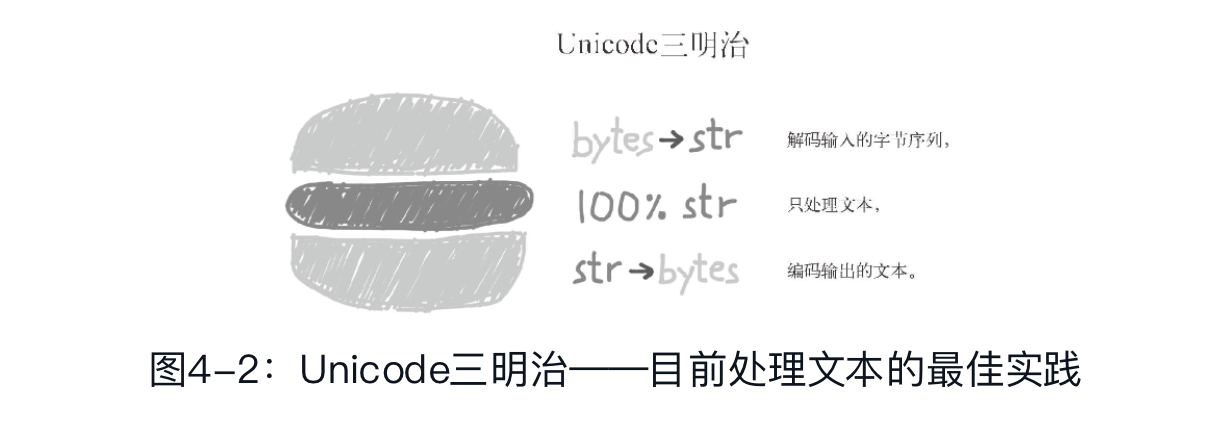 Unicode三明治
bytes→str 解码输入的字节序列,
100% str 只处理文本,
str→bytes 编码输出的文本。
图4-2：Unicode三明治——目前处理文本的最佳实践